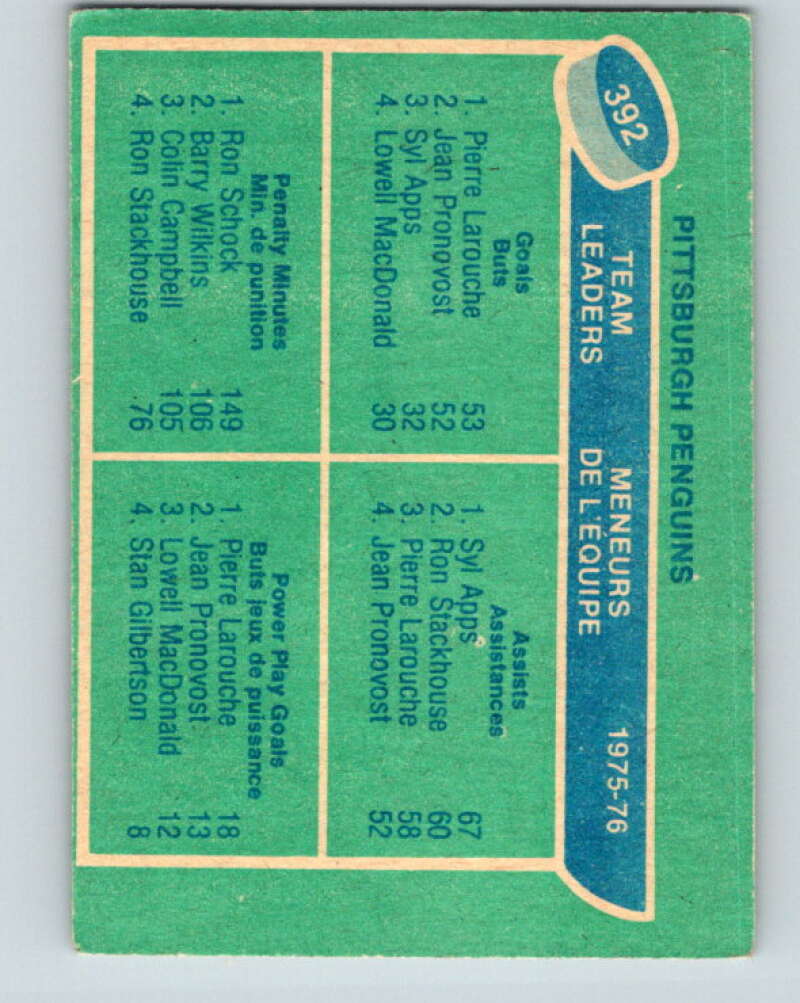 PITTSBURGH PENGUINS
392
TEAM LEADERS
MENEURS DE L'ÉQUIPE
1975-76
Goals
Buts
1. Pierre Larouche 53
2. Jean Pronovost 52
3. Syl Apps 32
4. Lowell MacDonald 30
Assists
Assistances
1. Syl Apps 67
2. Ron Stackhouse 60
3. Pierre Larouche 58
4. Jean Pronovost 52
Penalty Minutes
Min. de punition
1. Ron Schock 149
2. Barry Wilkins 106
3. Colin Campbell 105
4. Ron Stackhouse 76
Power Play Goals
Buts jeux de puissance
1. Pierre Larouche 18
2. Jean Pronovost 13
3. Lowell MacDonald 12
4. Stan Gilbertson 8